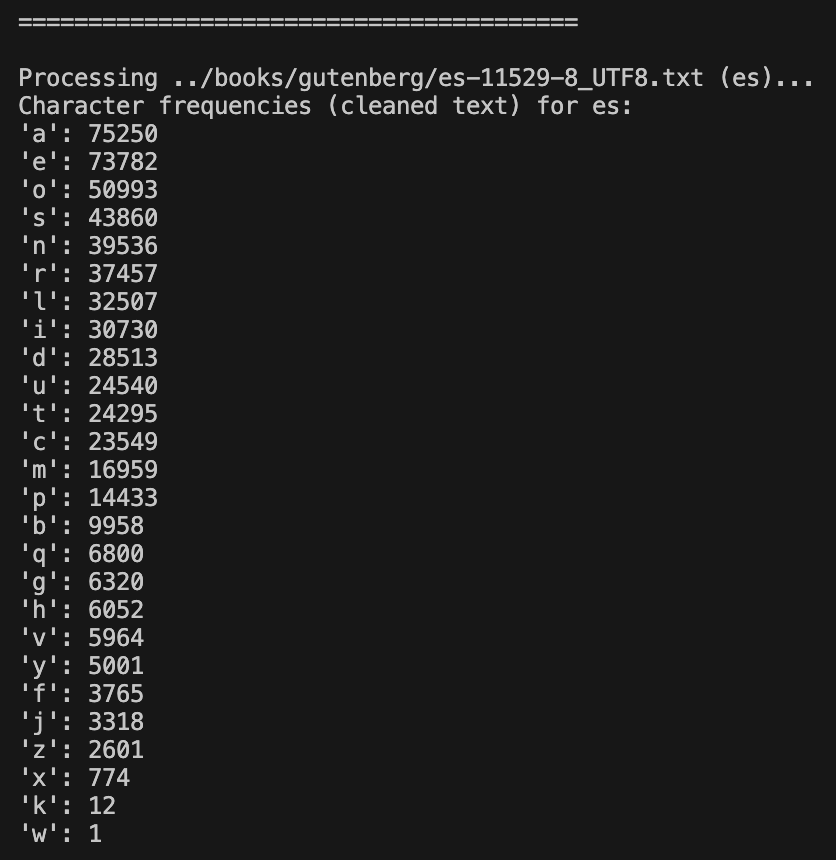 ========================================
Processing ../books/gutenberg/es-11529-8_UTF8.txt (es)...
Character frequencies (cleaned text) for es:
'a': 75250
'e': 73782
'o': 50993
's': 43860
'n': 39536
'r': 37457
'l': 32507
'i': 30730
'd': 28513
'u': 24540
't': 24295
'c': 23549
'm': 16959
'p': 14433
'b': 9958
'q': 6800
'g': 6320
'h': 6052
'v': 5964
'y': 5001
'f': 3765
'j': 3318
'z': 2601
'x': 774
'k': 12
'w': 1